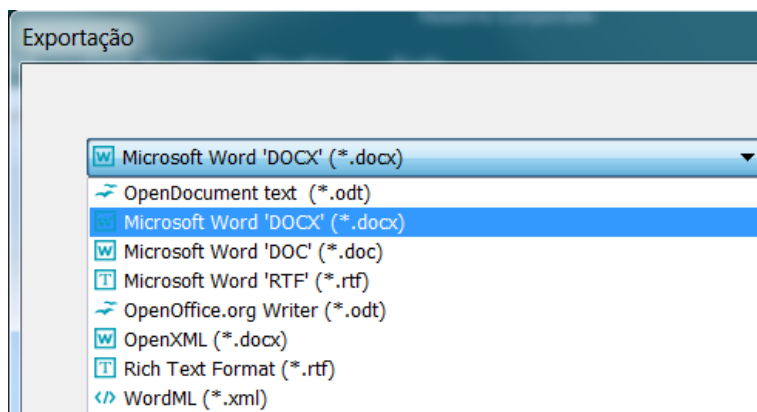 Exportação
Microsoft Word 'DOCX' (*.docx)
OpenDocument text (*.odt)
Microsoft Word 'DOCX' (*.docx)
Microsoft Word 'DOC' (*.doc)
Microsoft Word 'RTF' (*.rtf)
OpenOffice.org Writer (*.odt)
OpenXML (*.docx)
Rich Text Format (*.rtf)
WordML (*.xml)